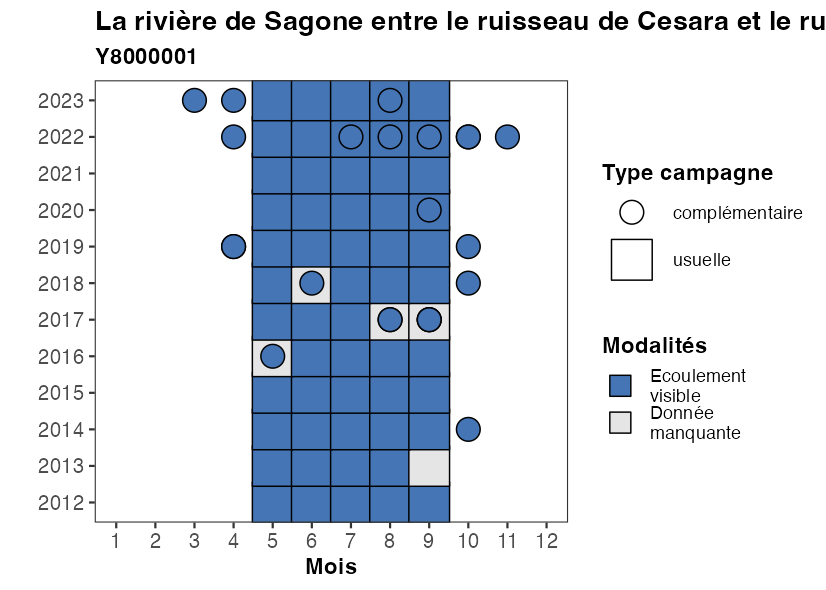 La rivière de Sagone entre le ruisseau de Cesara et le ru
Y8000001
2023
2022
2021
2020
2019
2018
2017
2016
2015
2014
2013
2012
1 2 3 4 5 6 7 8 9 10 11 12
Mois
Type campagne
complémentaire
usuelle
Modalités
Ecoulement
visible
Donnée
manquante